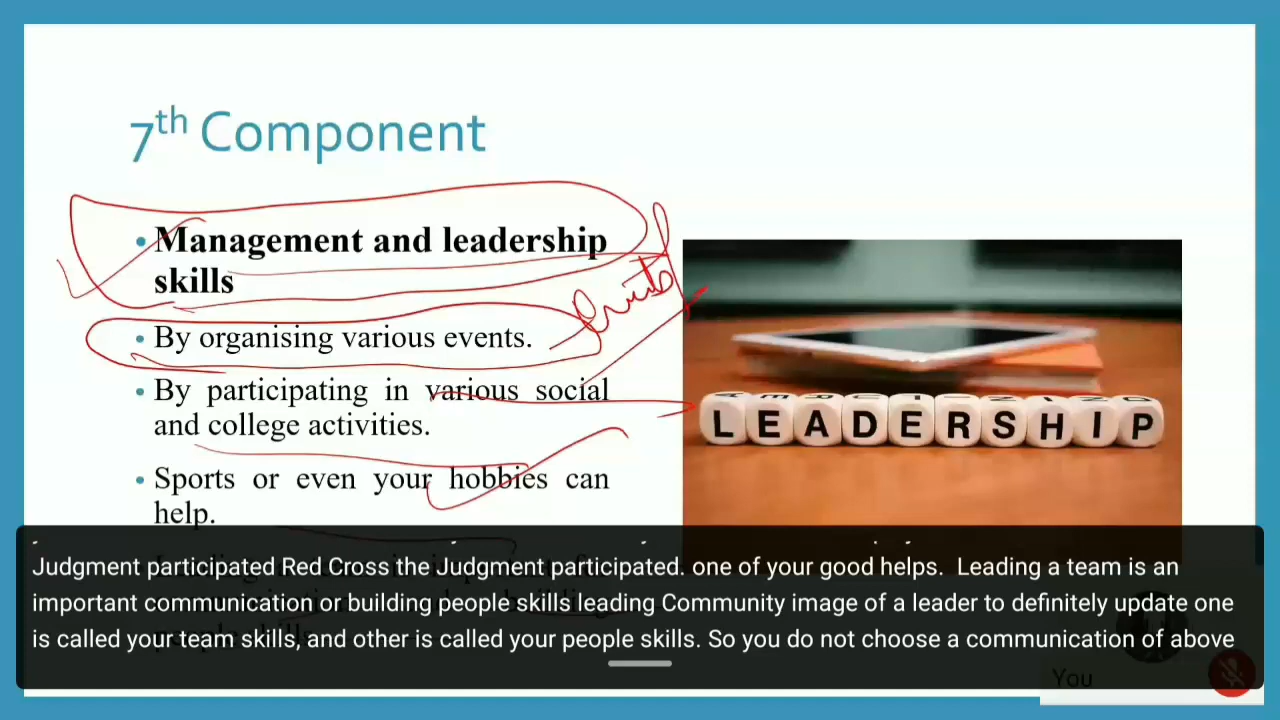 7th Component
• Management and leadership
skills
• By organising various events.
• By participating in various social
and college activities.
• Sports or even your hobbies can
help.
LEADERSHIP
Judgment participated Red Cross the Judgment participated. one of your good helps. Leading a team is an
important communication or building people skills leading Community image of a leader to definitely update one
is called your team skills, and other is called your people skills. So you do not choose a communication of above
You